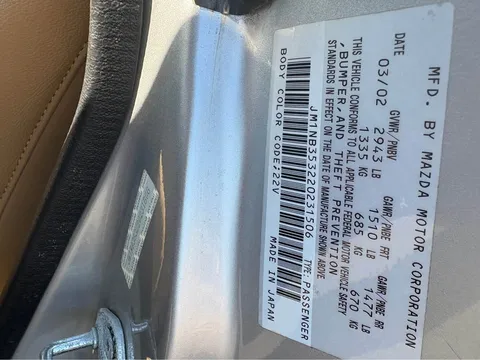 MFD. BY MAZDA MOTOR CORPORATION
DATE GVWR/PNBV GAWR/PNBE FRT GAWR/PNBE RR
03/02 2943 LB 1510 LB 1477 LB
1335 KG 685 KG 670 KG
THIS VEHICLE CONFORMS TO ALL APPLICABLE FEDERAL MOTOR VEHICLE SAFETY
, BUMPER, AND THEFT PREVENTION
STANDARDS IN EFFECT ON THE DATE OF MANUFACTURE SHOWN ABOVE
JM1NB353220231506 TYPE: PASSENGER
BODY COLOR CODE/22V MADE IN JAPAN